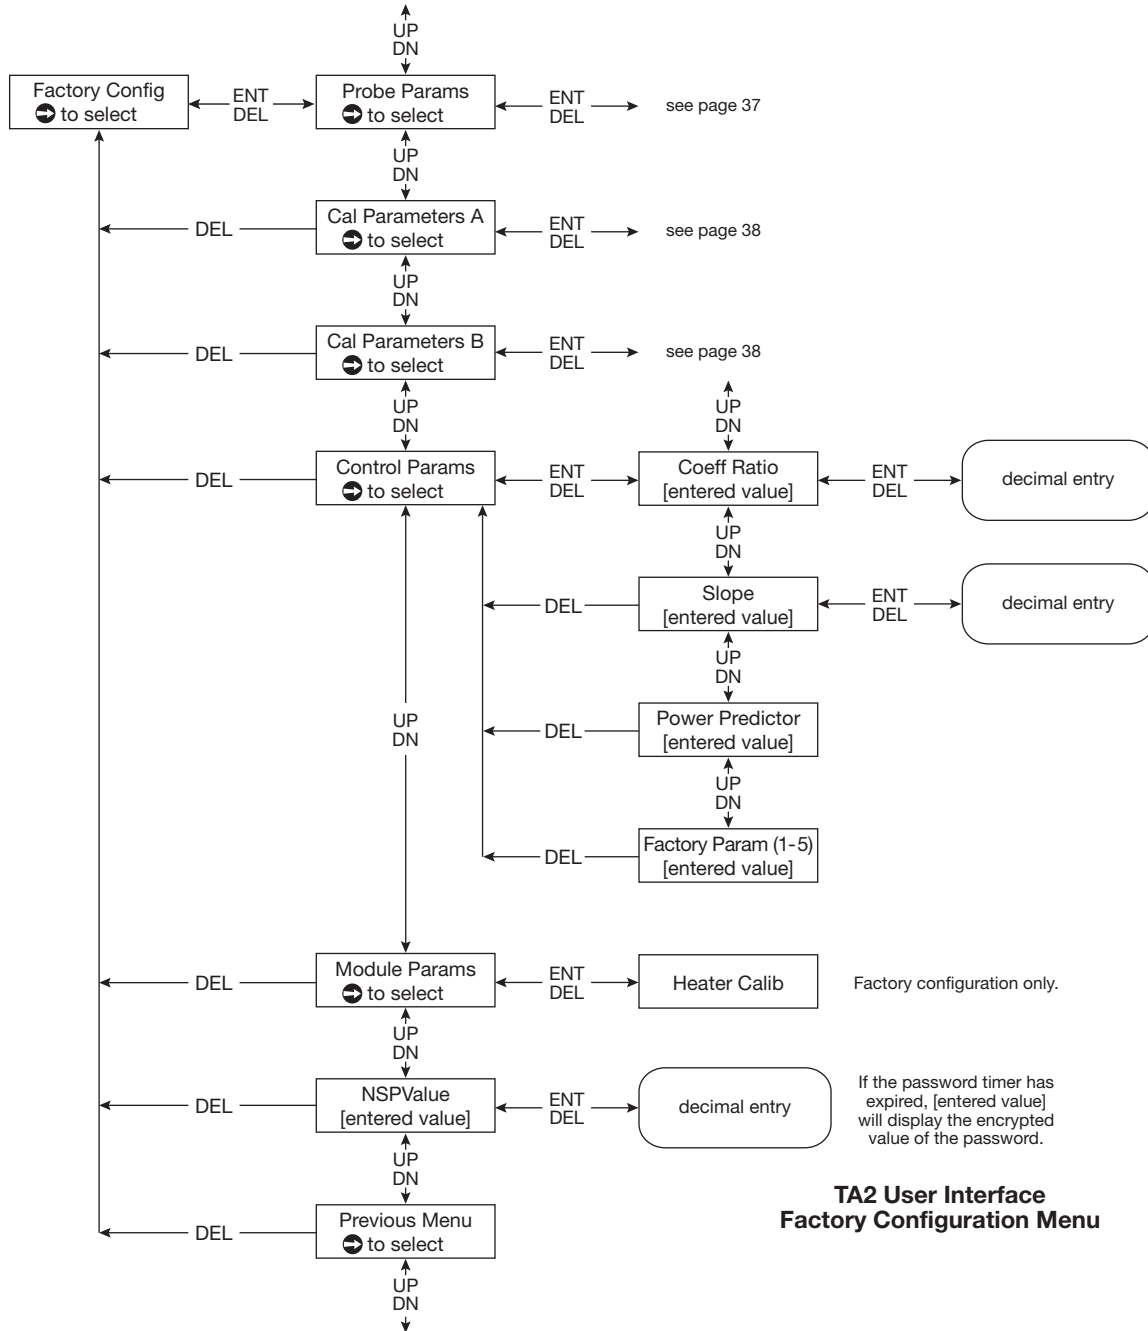 UP
DN
Factory Config
to select
ENT
DEL
Probe Params
to select
ENT
DEL
see page 37
UP
DN
DEL
Cal Parameters A
to select
ENT
DEL
see page 38
UP
DN
DEL
Cal Parameters B
to select
ENT
DEL
see page 38
UP
DN
UP
DN
DEL
Control Params
to select
ENT
DEL
Coeff Ratio
[entered value]
ENT
DEL
decimal entry
UP
DN
DEL
Slope
[entered value]
ENT
DEL
decimal entry
UP
DN
UP
DN
DEL
Power Predictor
[entered value]
UP
DN
DEL
Factory Param (1-5)
[entered value]
DEL
Module Params
to select
ENT
DEL
Heater Calib
Factory configuration only.
UP
DN
DEL
NSPValue
[entered value]
ENT
DEL
decimal entry
If the password timer has
expired, [entered value]
will display the encrypted
value of the password.
UP
DN
DEL
Previous Menu
to select
UP
DN
TA2 User Interface
Factory Configuration Menu